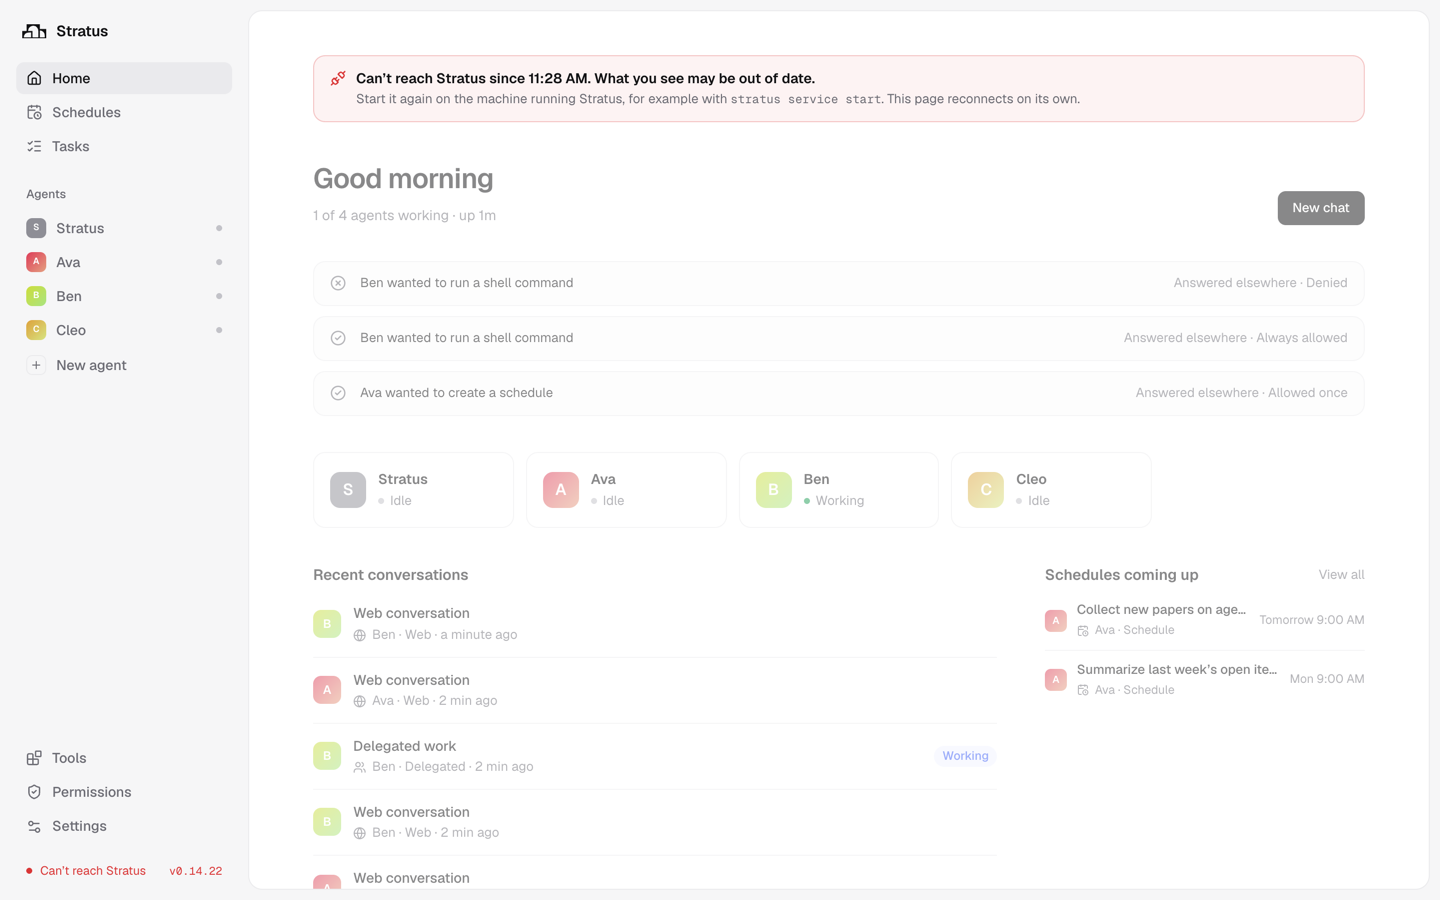 Stratus
Home
Schedules
Tasks
Agents
S Stratus
A Ava
B Ben
C Cleo
New agent
Tools
Permissions
Settings
Can't reach Stratus v0.14.22
Can't reach Stratus since 11:28 AM. What you see may be out of date.
Start it again on the machine running Stratus, for example with stratus service start. This page reconnects on its own.
Good morning
1 of 4 agents working · up 1m
New chat
Ben wanted to run a shell command Answered elsewhere · Denied
Ben wanted to run a shell command Answered elsewhere · Always allowed
Ava wanted to create a schedule Answered elsewhere · Allowed once
S Stratus
Idle
A Ava
Idle
B Ben
Working
C Cleo
Idle
Recent conversations
B Web conversation
Ben · Web · a minute ago
A Web conversation
Ava · Web · 2 min ago
B Delegated work
Ben · Delegated · 2 min ago
Working
B Web conversation
Ben · Web · 2 min ago
A Web conversation
Schedules coming up View all
A Collect new papers on age... Tomorrow 9:00 AM
Ava · Schedule
A Summarize last week's open ite... Mon 9:00 AM
Ava · Schedule